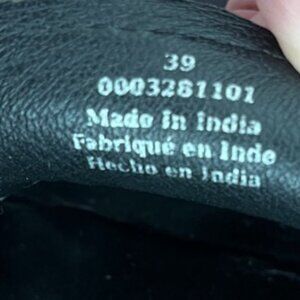 39
0003281101
Made in India
Fabriqué en Inde
Hecho en India